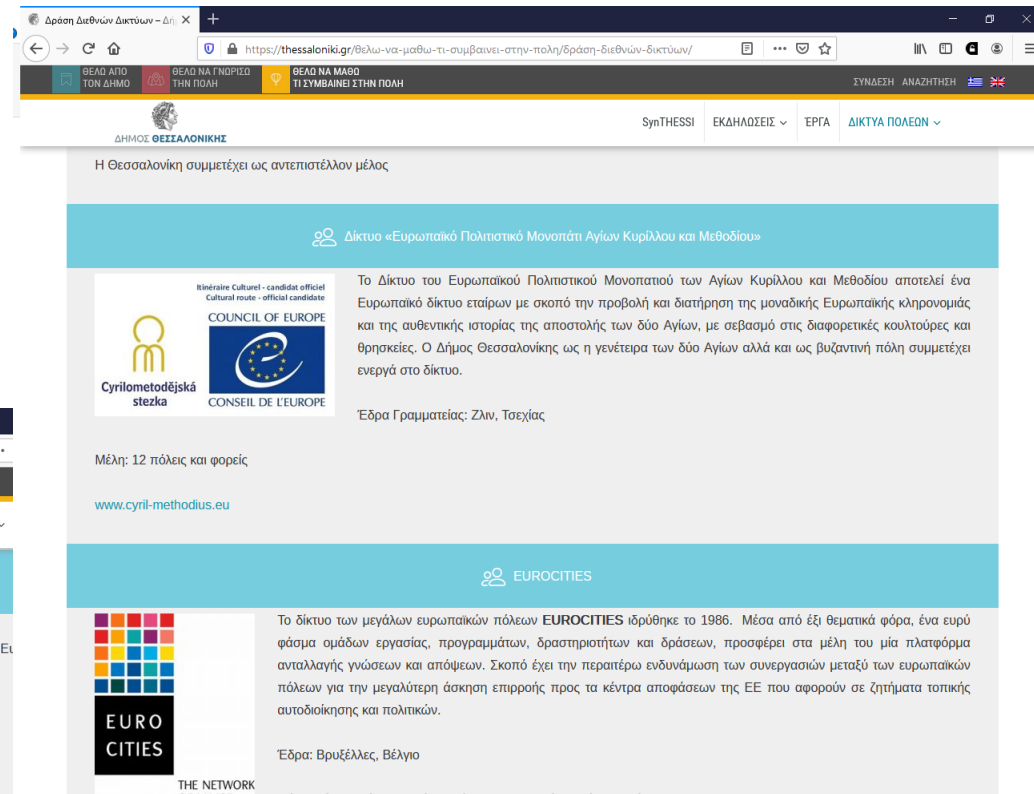 Δράση Διεθνών Δικτύων – Δή
https://thessaloniki.gr/θελω-να-μαθω-τι-συμβαινει-στην-πολη/δράση-διεθνών-δικτύων/
ΘΕΛΩ ΑΠΟ
ΤΟΝ ΔΗΜΟ
ΘΕΛΩ ΝΑ ΓΝΩΡΙΣΩ
ΤΗΝ ΠΟΛΗ
ΘΕΛΩ ΝΑ ΜΑΘΩ
ΤΙ ΣΥΜΒΑΙΝΕΙ ΣΤΗΝ ΠΟΛΗ
ΣΥΝΔΕΣΗ ΑΝΑΖΗΤΗΣΗ
ΔΗΜΟΣ ΘΕΣΣΑΛΟΝΙΚΗΣ
SynTHESSI ΕΚΔΗΛΩΣΕΙΣ ΈΡΓΑ ΔΙΚΤΥΑ ΠΟΛΕΩΝ
Η Θεσσαλονίκη συμμετέχει ως αντεπιστέλλον μέλος
Δίκτυο «Ευρωπαϊκό Πολιτιστικό Μονοπάτι Αγίων Κυρίλλου και Μεθοδίου»
Itinéraire Culturel - candidat officiel
Cultural route - official candidate
COUNCIL OF EUROPE
Cyrilometodějská
stezka
CONSEIL DE L'EUROPE
Το Δίκτυο του Ευρωπαϊκού Πολιτιστικού Μονοπατιού των Αγίων Κυρίλλου και Μεθοδίου αποτελεί ένα
Ευρωπαϊκό δίκτυο εταίρων με σκοπό την προβολή και διατήρηση της μοναδικής Ευρωπαϊκής κληρονομιάς
και της αυθεντικής ιστορίας της αποστολής των δύο Αγίων, με σεβασμό στις διαφορετικές κουλτούρες και
θρησκείες. Ο Δήμος Θεσσαλονίκης ως η γενέτειρα των δύο Αγίων αλλά και ως βυζαντινή πόλη συμμετέχει
ενεργά στο δίκτυο.
Έδρα Γραμματείας: Ζλιν, Τσεχίας
Μέλη: 12 πόλεις και φορείς
www.cyril-methodius.eu
EUROCITIES
EURO
CITIES
THE NETWORK
Το δίκτυο των μεγάλων ευρωπαϊκών πόλεων EUROCITIES ιδρύθηκε το 1986. Μέσα από έξι θεματικά φόρα, ένα ευρύ
φάσμα ομάδων εργασίας, προγραμμάτων, δραστηριοτήτων και δράσεων, προσφέρει στα μέλη του μία πλατφόρμα
ανταλλαγής γνώσεων και απόψεων. Σκοπό έχει την περαιτέρω ενδυνάμωση των συνεργασιών μεταξύ των ευρωπαϊκών
πόλεων για την μεγαλύτερη άσκηση επιρροής προς τα κέντρα αποφάσεων της ΕΕ που αφορούν σε ζητήματα τοπικής
αυτοδιοίκησης και πολιτικών.
Έδρα: Βρυξέλλες, Βέλγιο